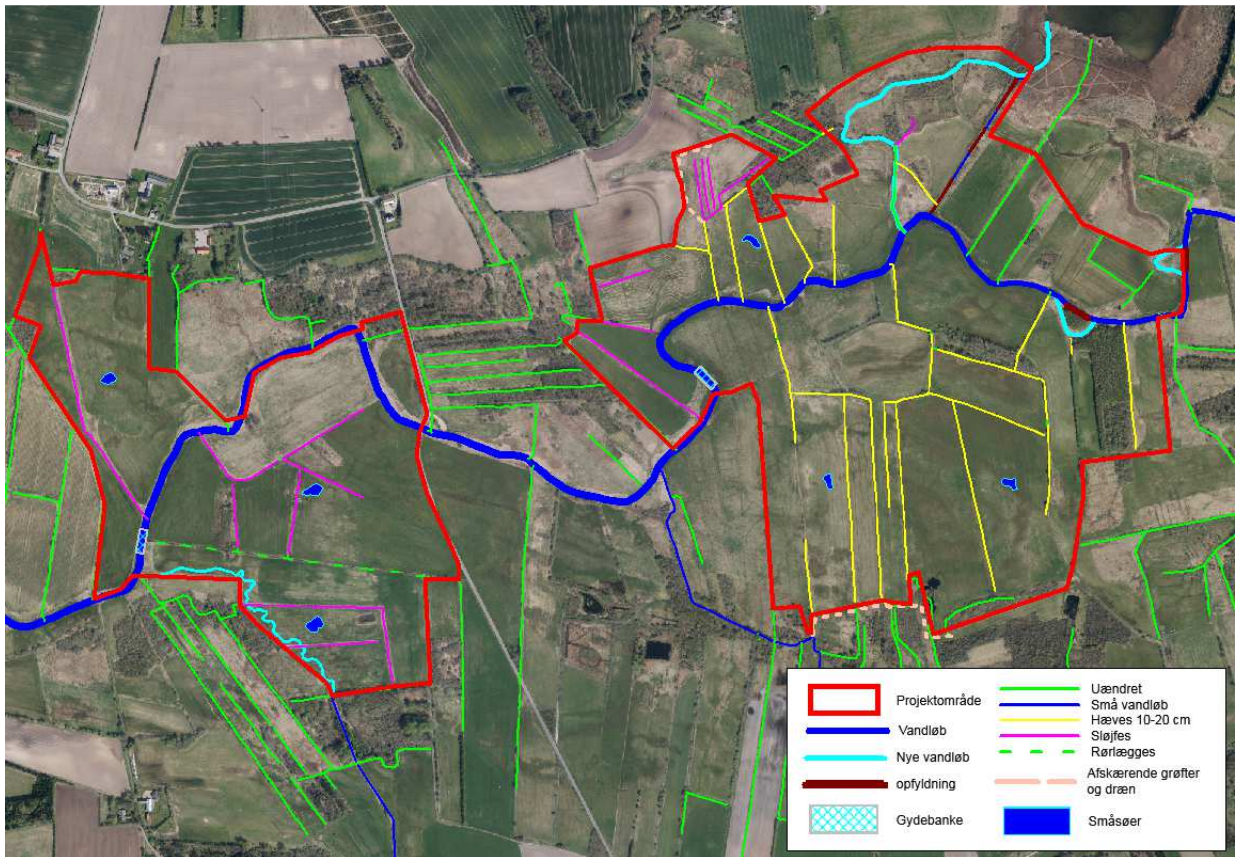 Projektområde
Vandløb
Nye vandløb
opfyldning
Gydebanke
Uændret
Små vandløb
Hæves 10-20 cm
Sløjfes
Rørlægges
Afskærende grøfter
og dræn
Småsøer